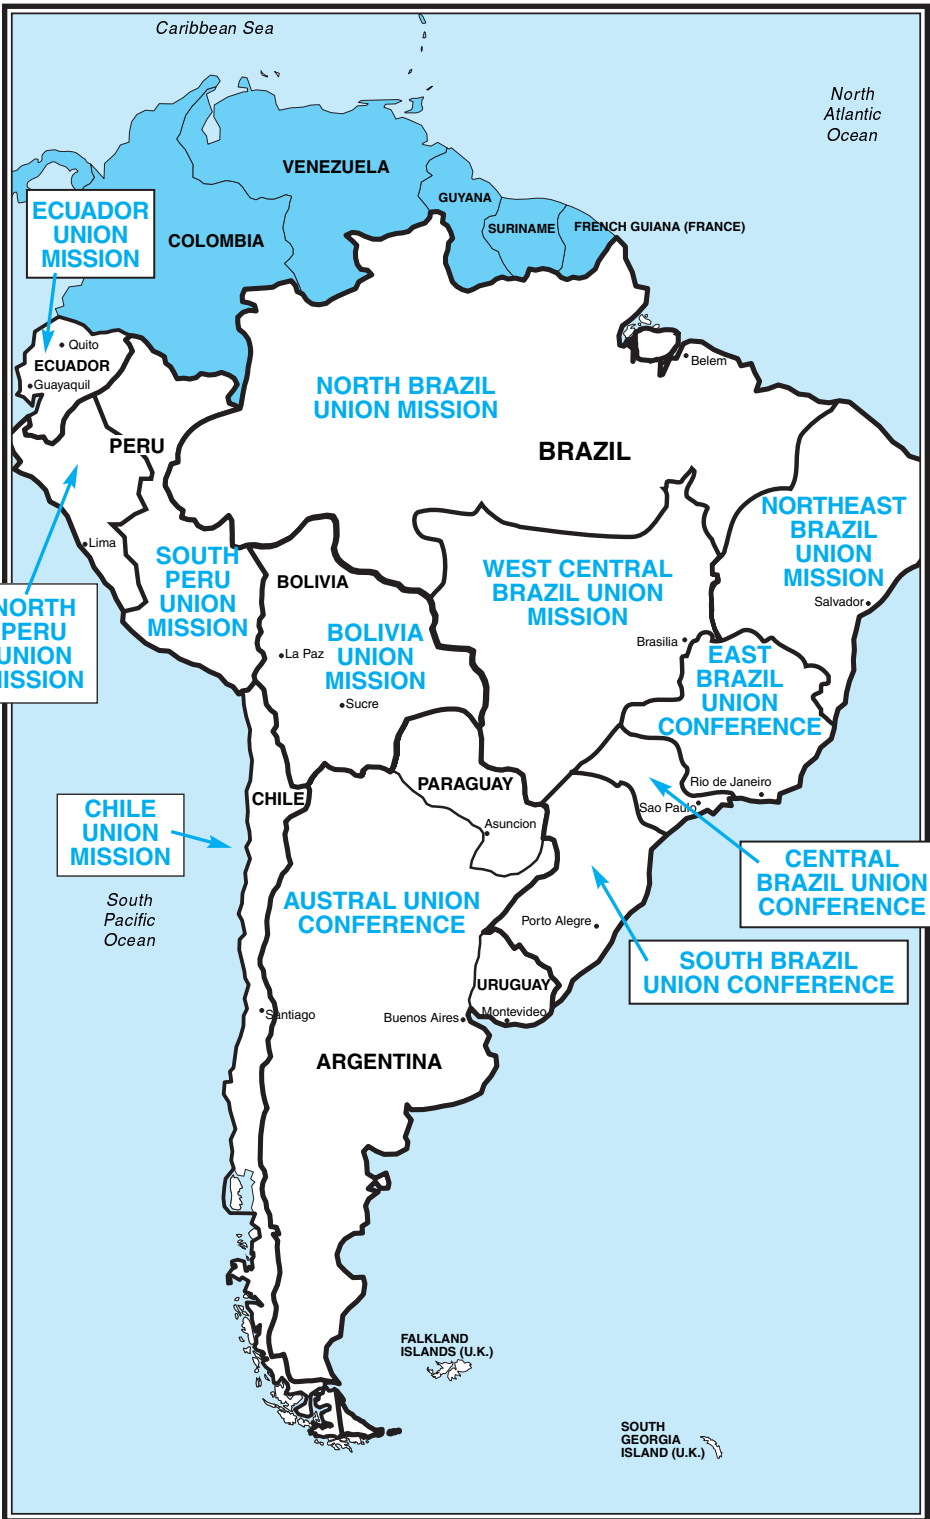 Caribbean Sea
North
Atlantic
Ocean
VENEZUELA
GUYANA
SURINAME
FRENCH GUIANA (FRANCE)
COLOMBIA
ECUADOR
UNION
MISSION
Quito
ECUADOR
Guayaquil
Belem
NORTH BRAZIL
UNION MISSION
PERU
BRAZIL
NORTHEAST
BRAZIL
UNION
MISSION
Salvador
Lima
SOUTH
PERU
UNION
MISSION
BOLIVIA
WEST CENTRAL
BRAZIL UNION
MISSION
NORTH
PERU
UNION
MISSION
BOLIVIA
UNION
MISSION
La Paz
Sucre
Brasilia
EAST
BRAZIL
UNION
CONFERENCE
CHILE
PARAGUAY
Rio de Janeiro
Sao Paulo
Asuncion
CHILE
UNION
MISSION
CENTRAL
BRAZIL UNION
CONFERENCE
South
Pacific
Ocean
AUSTRAL UNION
CONFERENCE
Porto Alegre
SOUTH BRAZIL
UNION CONFERENCE
URUGUAY
Santiago
Buenos Aires
Montevideo
ARGENTINA
FALKLAND
ISLANDS (U.K.)
SOUTH
GEORGIA
ISLAND (U.K.)